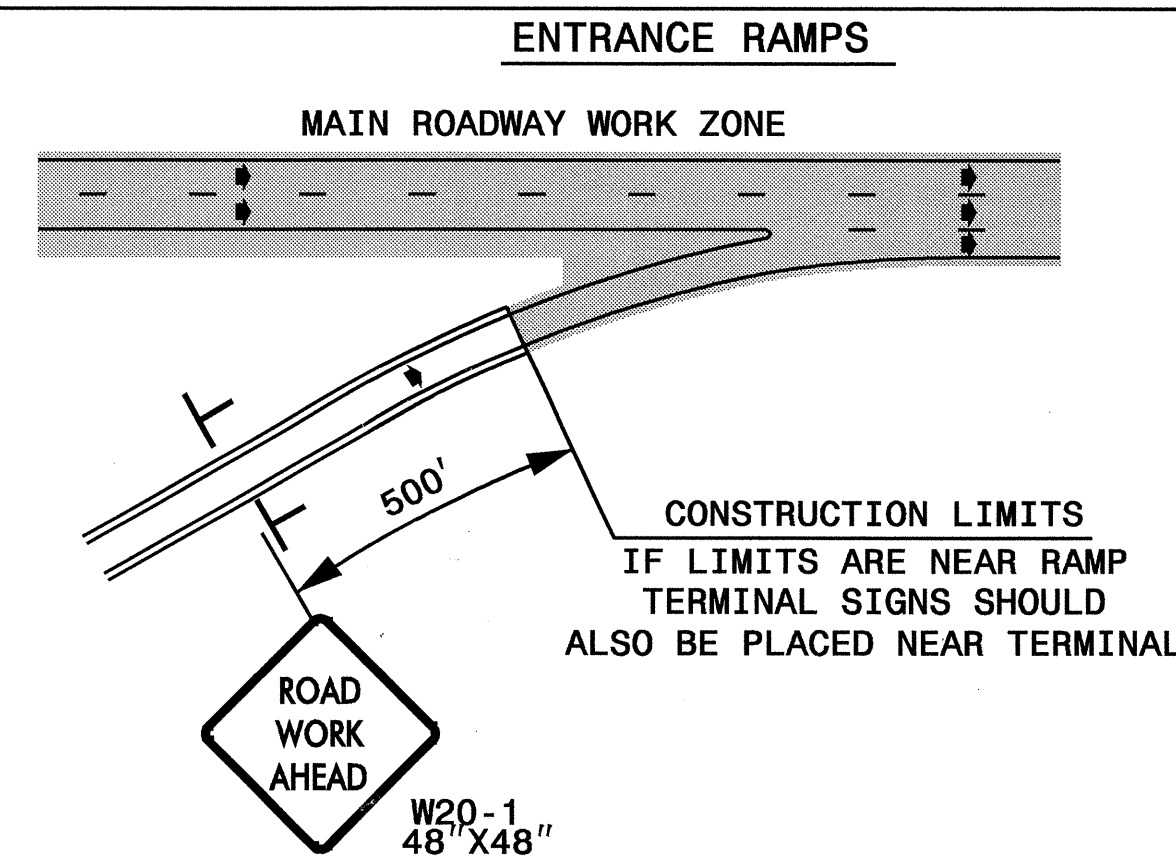 ENTRANCE RAMPS
MAIN ROADWAY WORK ZONE
500'
CONSTRUCTION LIMITS
IF LIMITS ARE NEAR RAMP
TERMINAL SIGNS SHOULD
ALSO BE PLACED NEAR TERMINAL
ROAD
WORK
AHEAD
W20-1
48"X48"